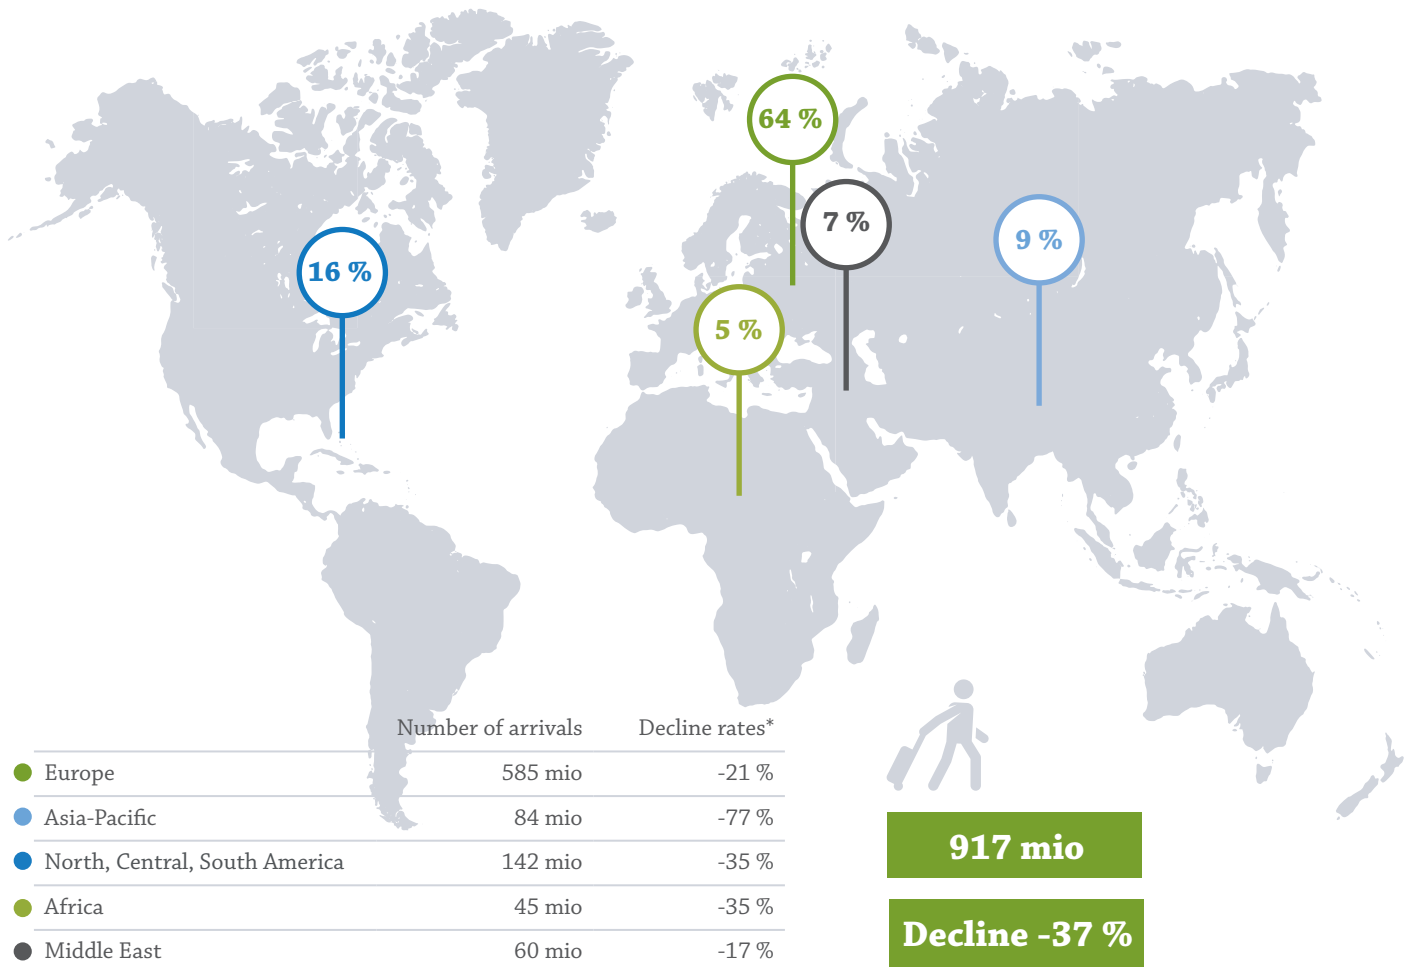 64 %
7 %
9 %
16 %
5 %
Number of arrivals Decline rates*
Europe 585 mio -21 %
Asia-Pacific 84 mio -77 %
North, Central, South America 142 mio -35 %
Africa 45 mio -35 %
Middle East 60 mio -17 %
917 mio
Decline -37 %